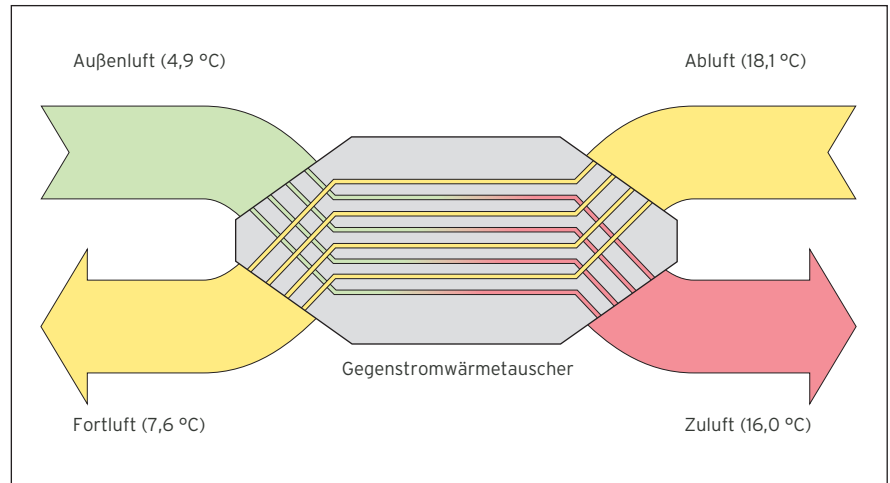 Außenluft (4,9 °C)
Abluft (18,1 °C)
Gegenstromwärmetauscher
Fortluft (7,6 °C)
Zuluft (16,0 °C)